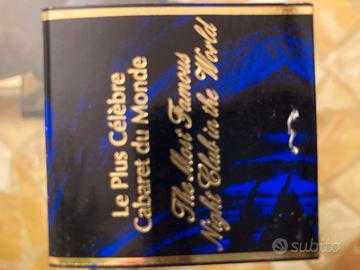 Le Plus Célèbre
Cabaret du Monde
The Most Famous
Night Club in the World
subito